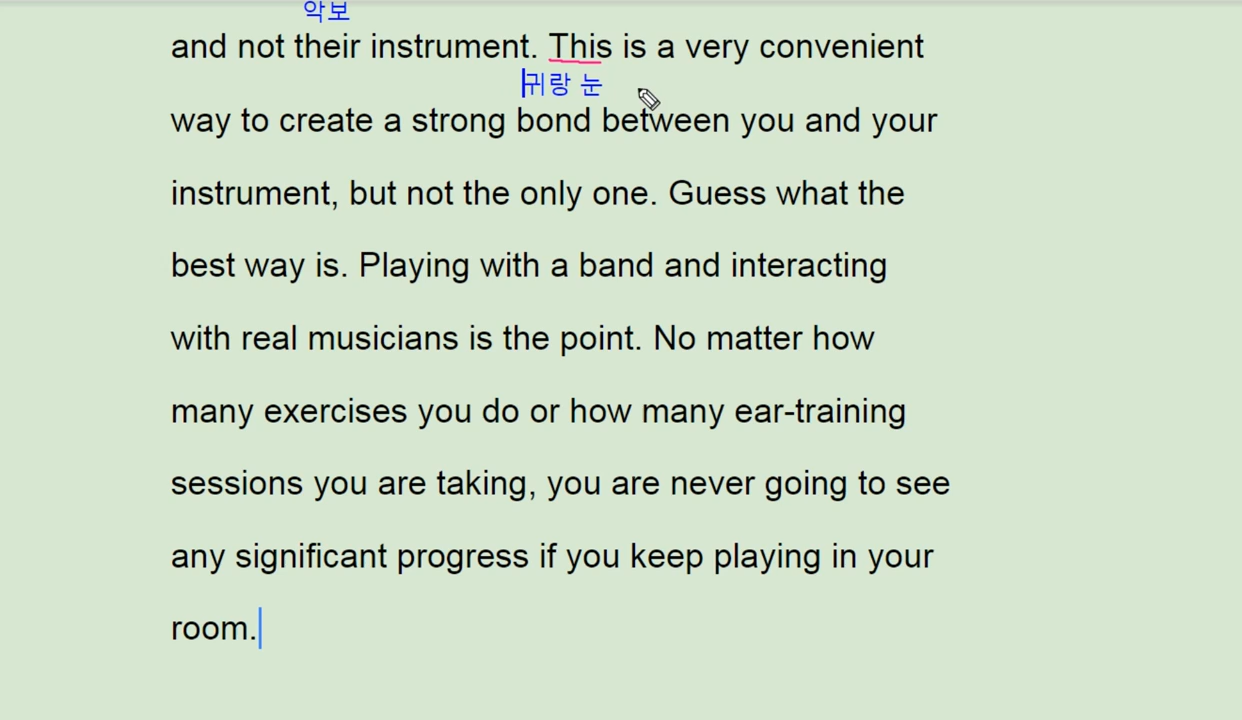 악보
and not their instrument. This is a very convenient
귀랑 눈
way to create a strong bond between you and your
instrument, but not the only one. Guess what the
best way is. Playing with a band and interacting
with real musicians is the point. No matter how
many exercises you do or how many ear-training
sessions you are taking, you are never going to see
any significant progress if you keep playing in your
room.